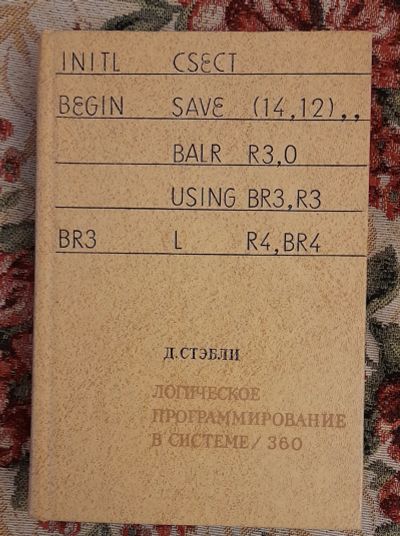 INITL CSECT
BEGIN SAVE (14,12),,
BALR R3,0
USING BR3,R3
BR3 L R4,BR4
Д. СТЭБЛИ
ЛОГИЧЕСКОЕ
ПРОГРАММИРОВАНИЕ
В СИСТЕМЕ/360